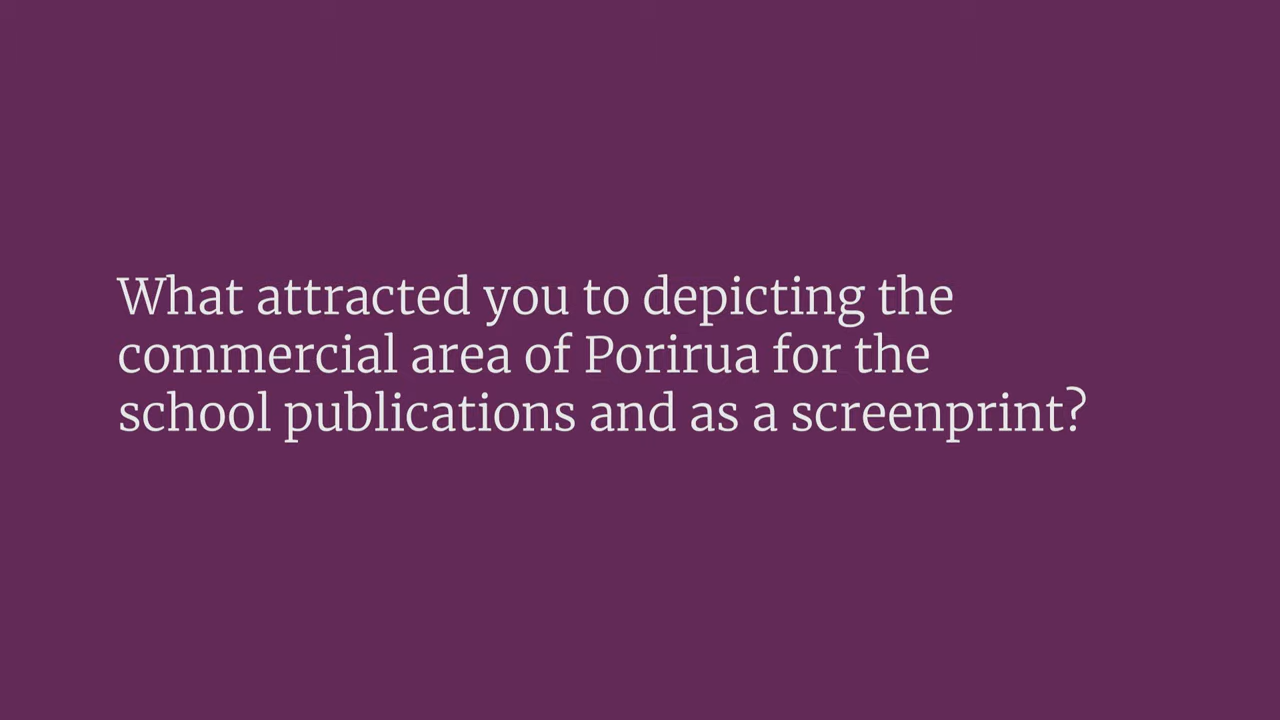 What attracted you to depicting the
commercial area of Porirua for the
school publications and as a screenprint?